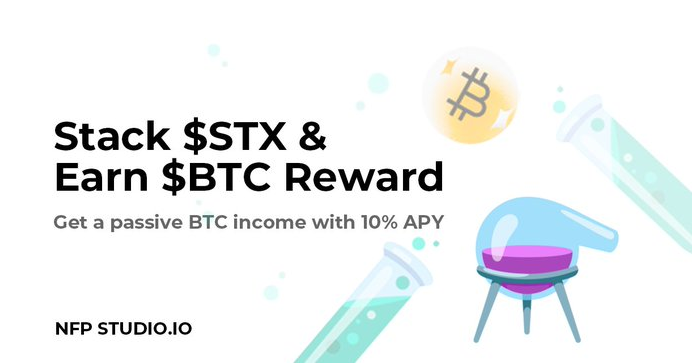 Stack $STX &
Earn $BTC Reward
Get a passive BTC income with 10% APY
NFP STUDIO.IO